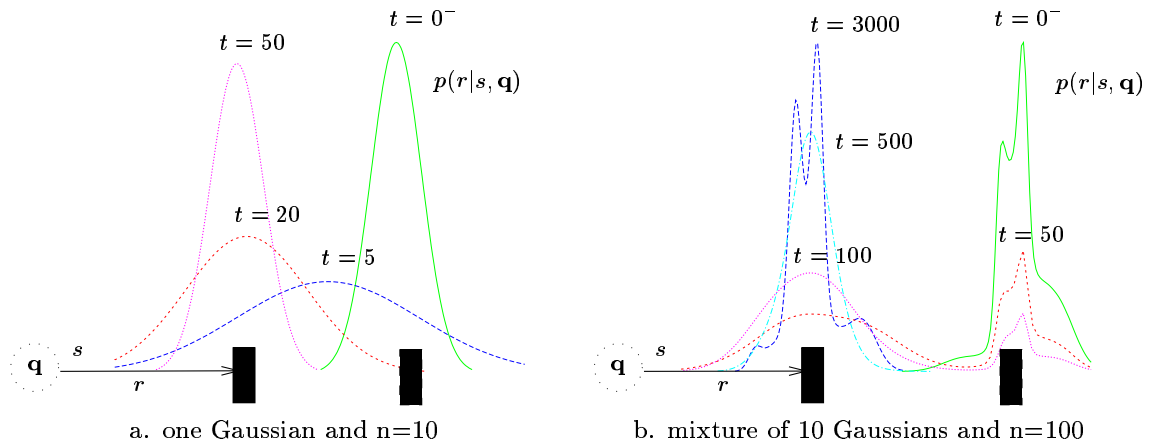 t = 0⁻
t = 50
p(r|s, q)
t = 20
t = 5
q
s
r
a. one Gaussian and n=10
t = 0⁻
t = 3000
p(r|s, q)
t = 500
t = 50
t = 100
q
s
r
b. mixture of 10 Gaussians and n=100